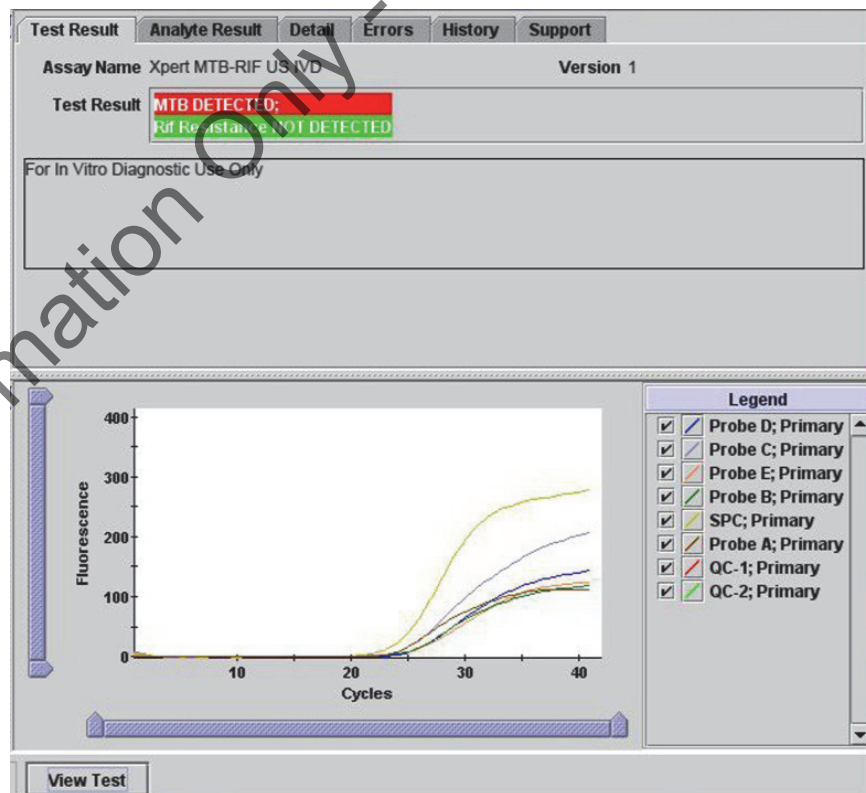 Test Result Analyte Result Detail Errors History Support
Assay Name Xpert MTB-RIF US IVD Version 1
Test Result MTB DETECTED;
Rif Resistance NOT DETECTED
For In Vitro Diagnostic Use Only
mation Only -
Legend
Probe D; Primary
Probe C; Primary
Probe E; Primary
Probe B; Primary
SPC; Primary
Probe A; Primary
QC-1; Primary
QC-2; Primary
400
300
200
100
0
Fluorescence
10 20 30 40
Cycles
View Test